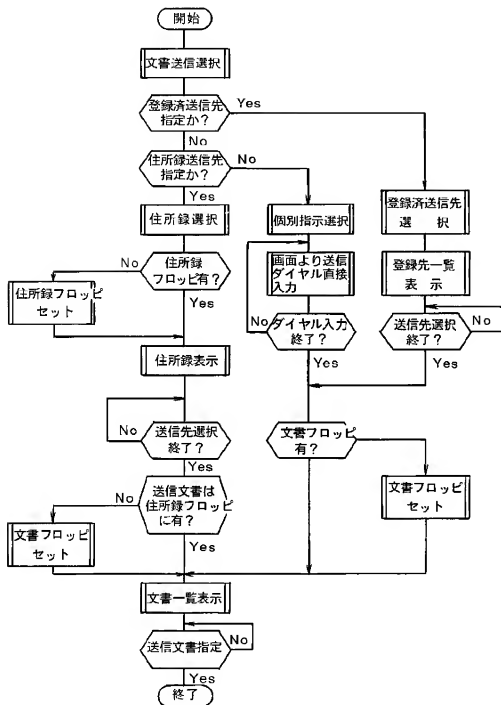 開始
文書送信選択
登録済送信先
指定か？
Yes
No
住所録送信先
指定か？
No
Yes
住所録選択
個別指示選択
登録済送信先
選択
住所録
フロッピ有？
No
Yes
画面より送信
ダイヤル直接
入力
登録先一覧
表示
住所録フロッピ
セット
No
ダイヤル入力
終了？
Yes
送信先選択
終了？
No
Yes
住所録表示
No
送信先選択
終了？
Yes
文書フロッピ
有？
Yes
No
送信文書は
住所録フロッピ
に有？
Yes
文書フロッピ
セット
文書フロッピ
セット
文書一覧表示
送信文書指定
No
Yes
終了